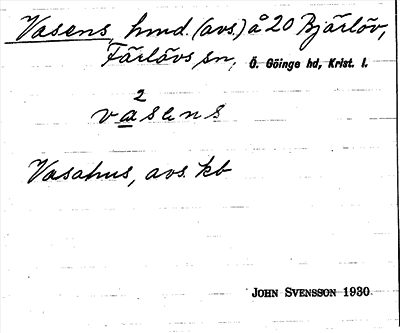 Vasens, hmd. (avs.) å 20 Bjärlöv,
Färlövs sn, Ö. Göinge hd, Krist. l.
2
vasens
Vasahus, avs. kb
JOHN SVENSSON 1930.